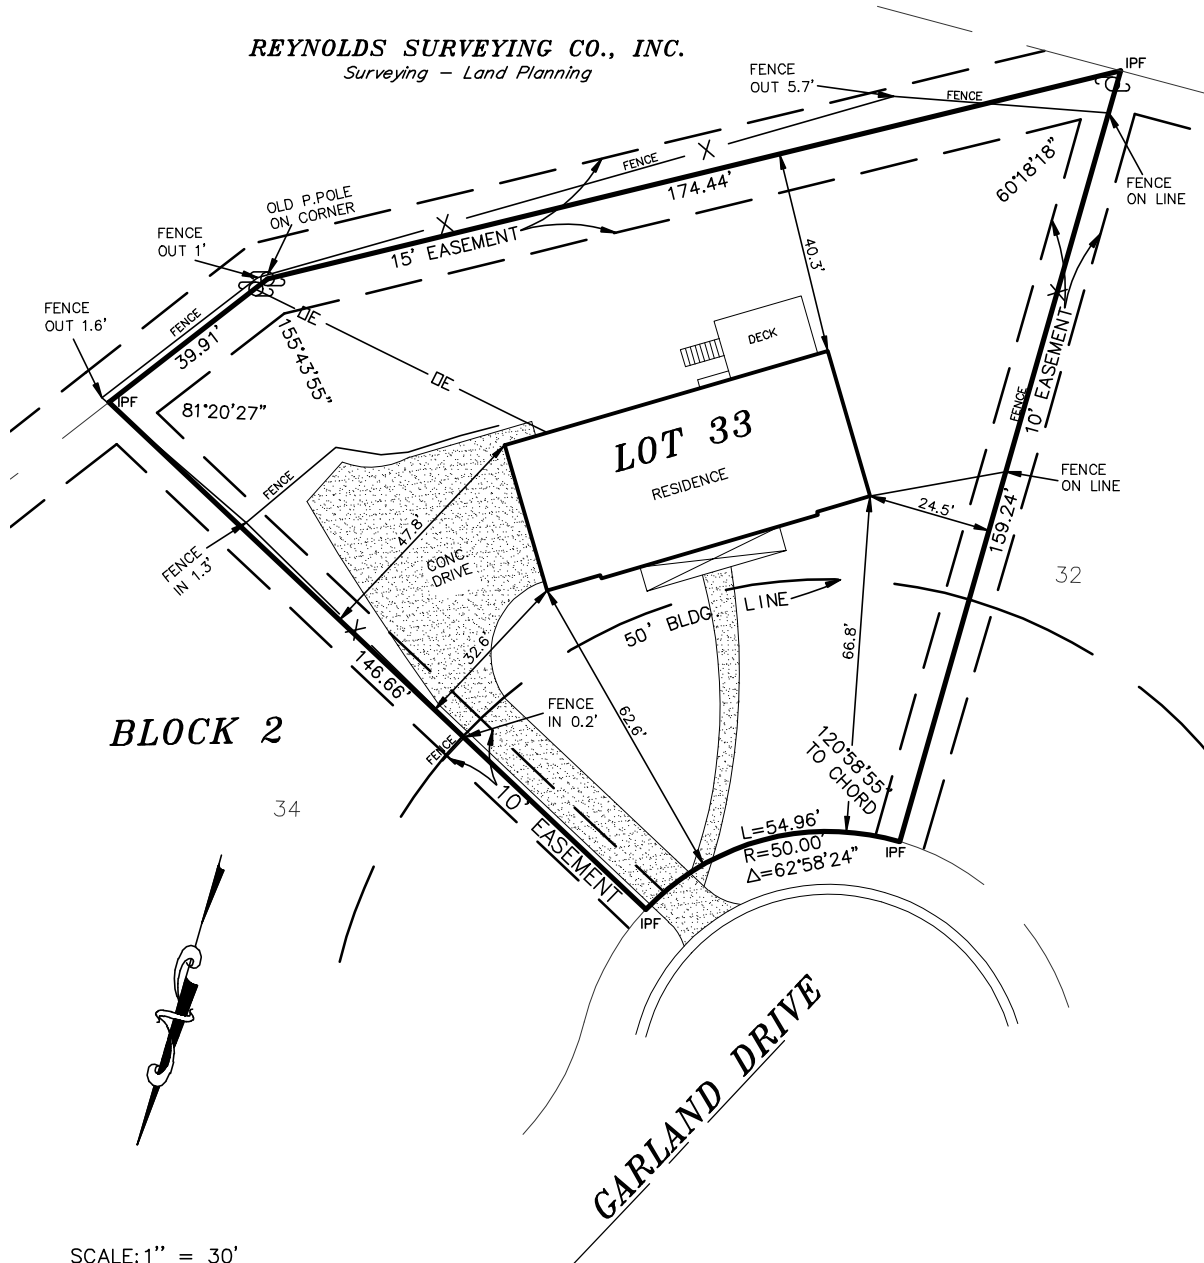 REYNOLDS SURVEYING CO., INC.
Surveying – Land Planning
FENCE
OUT 5.7'
FENCE
IPF
FENCE
174.44'
60°18'18"
FENCE
ON LINE
OLD P.POLE
ON CORNER
FENCE
OUT 1'
15' EASEMENT
40.3'
FENCE
OUT 1.6'
FENCE
39.91'
155°43'55"
OE
OE
DECK
10' EASEMENT
FENCE
IPF
81°20'27"
LOT 33
RESIDENCE
FENCE
ON LINE
FENCE
24.5'
159.24'
47.8'
FENCE
IN 1.3'
CONC.
DRIVE
32
50' BLDG. LINE
66.8'
32.6'
146.66'
FENCE
IN 0.2'
62.6'
BLOCK 2
FENCE
120°58'55"
TO CHORD
34
10' EASEMENT
L=54.96'
R=50.00'
Δ=62°58'24"
IPF
IPF
GARLAND DRIVE
SCALE: 1" = 30'